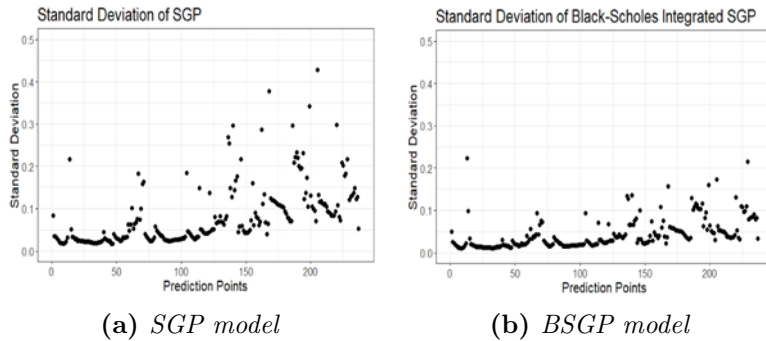 Standard Deviation of SGP
Standard Deviation
0.5
0.4
0.3
0.2
0.1
0.0
0 50 100 150 200
Prediction Points
(a) SGP model
Standard Deviation of Black-Scholes Integrated SGP
Standard Deviation
0.5
0.4
0.3
0.2
0.1
0.0
0 50 100 150 200
Prediction Points
(b) BSGP model